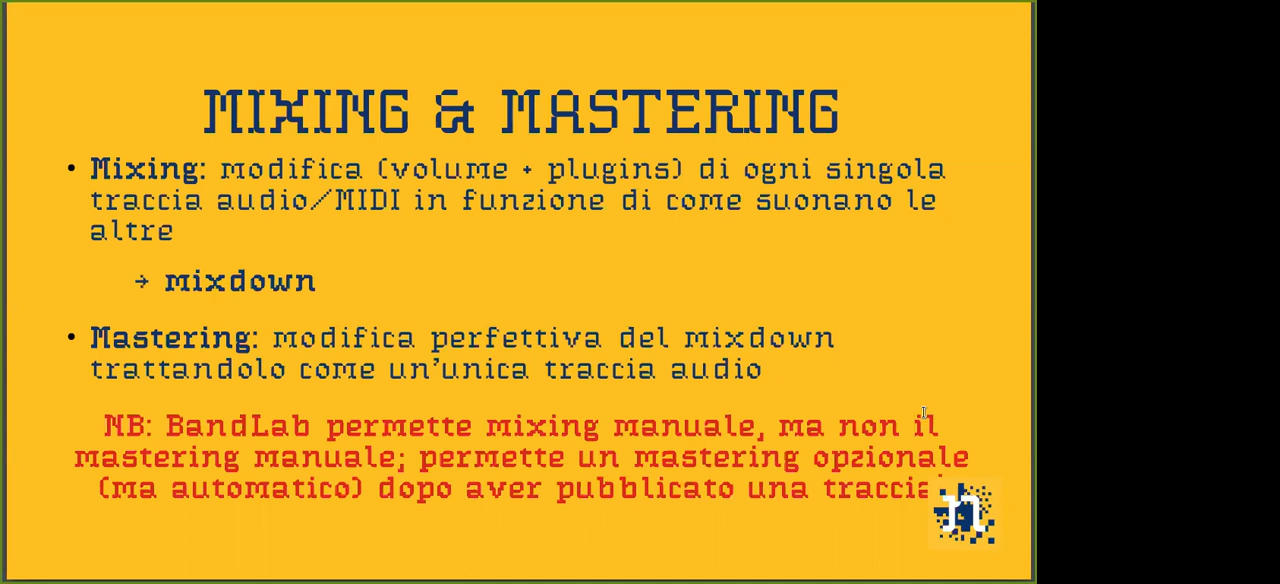 MIXING & MASTERING
• Mixing: modifica (volume + plugins) di ogni singola
traccia audio/MIDI in funzione di come suonano le
altre
→ mixdown
• Mastering: modifica perfettiva del mixdown
trattandolo come un’unica traccia audio
NB: BandLab permette mixing manuale, ma non il
mastering manuale; permette un mastering opzionale
(ma automatico) dopo aver pubblicato una traccia
n